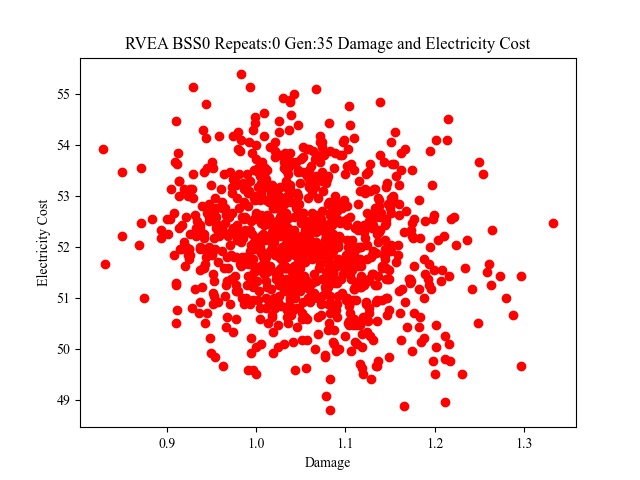 RVEA BSS0 Repeats:0 Gen:35 Damage and Electricity Cost
55
54
53
52
51
50
49
Electricity Cost
0.9 1.0 1.1 1.2 1.3
Damage